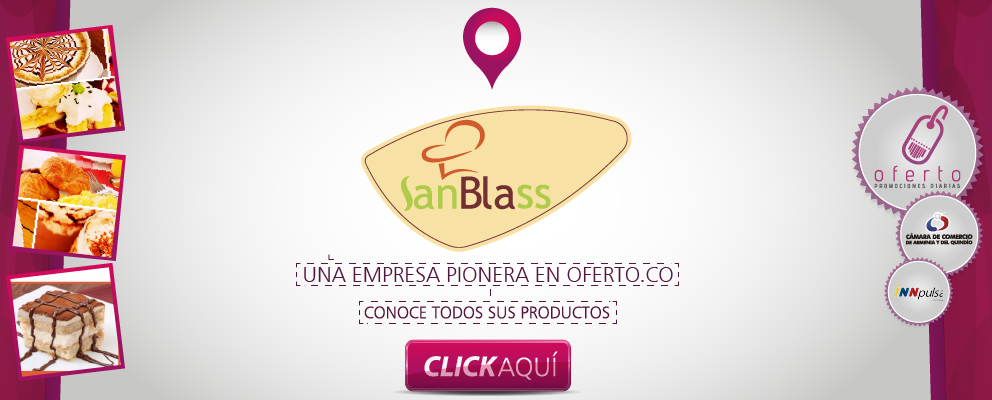 SanBlass
UNA EMPRESA PIONERA EN OFERTO.CO
CONOCE TODOS SUS PRODUCTOS
CLICK AQUÍ
oferto
PROMOCIONES DIARIAS
CÁMARA DE COMERCIO
DE ARMENIA Y DEL QUINDÍO
INNpulsa